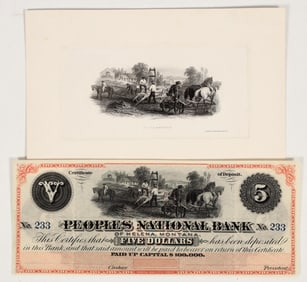 Certificate of Deposit.
V 5
No. 233 No. 233
PEOPLES NATIONAL BANK
OF HELENA, MONTANA.
This Certifies that FIVE DOLLARS has been deposited
in this Bank, and that said amount will be paid to bearer on return of this Certificate.
PAID UP CAPITAL $100,000.
Cashier President